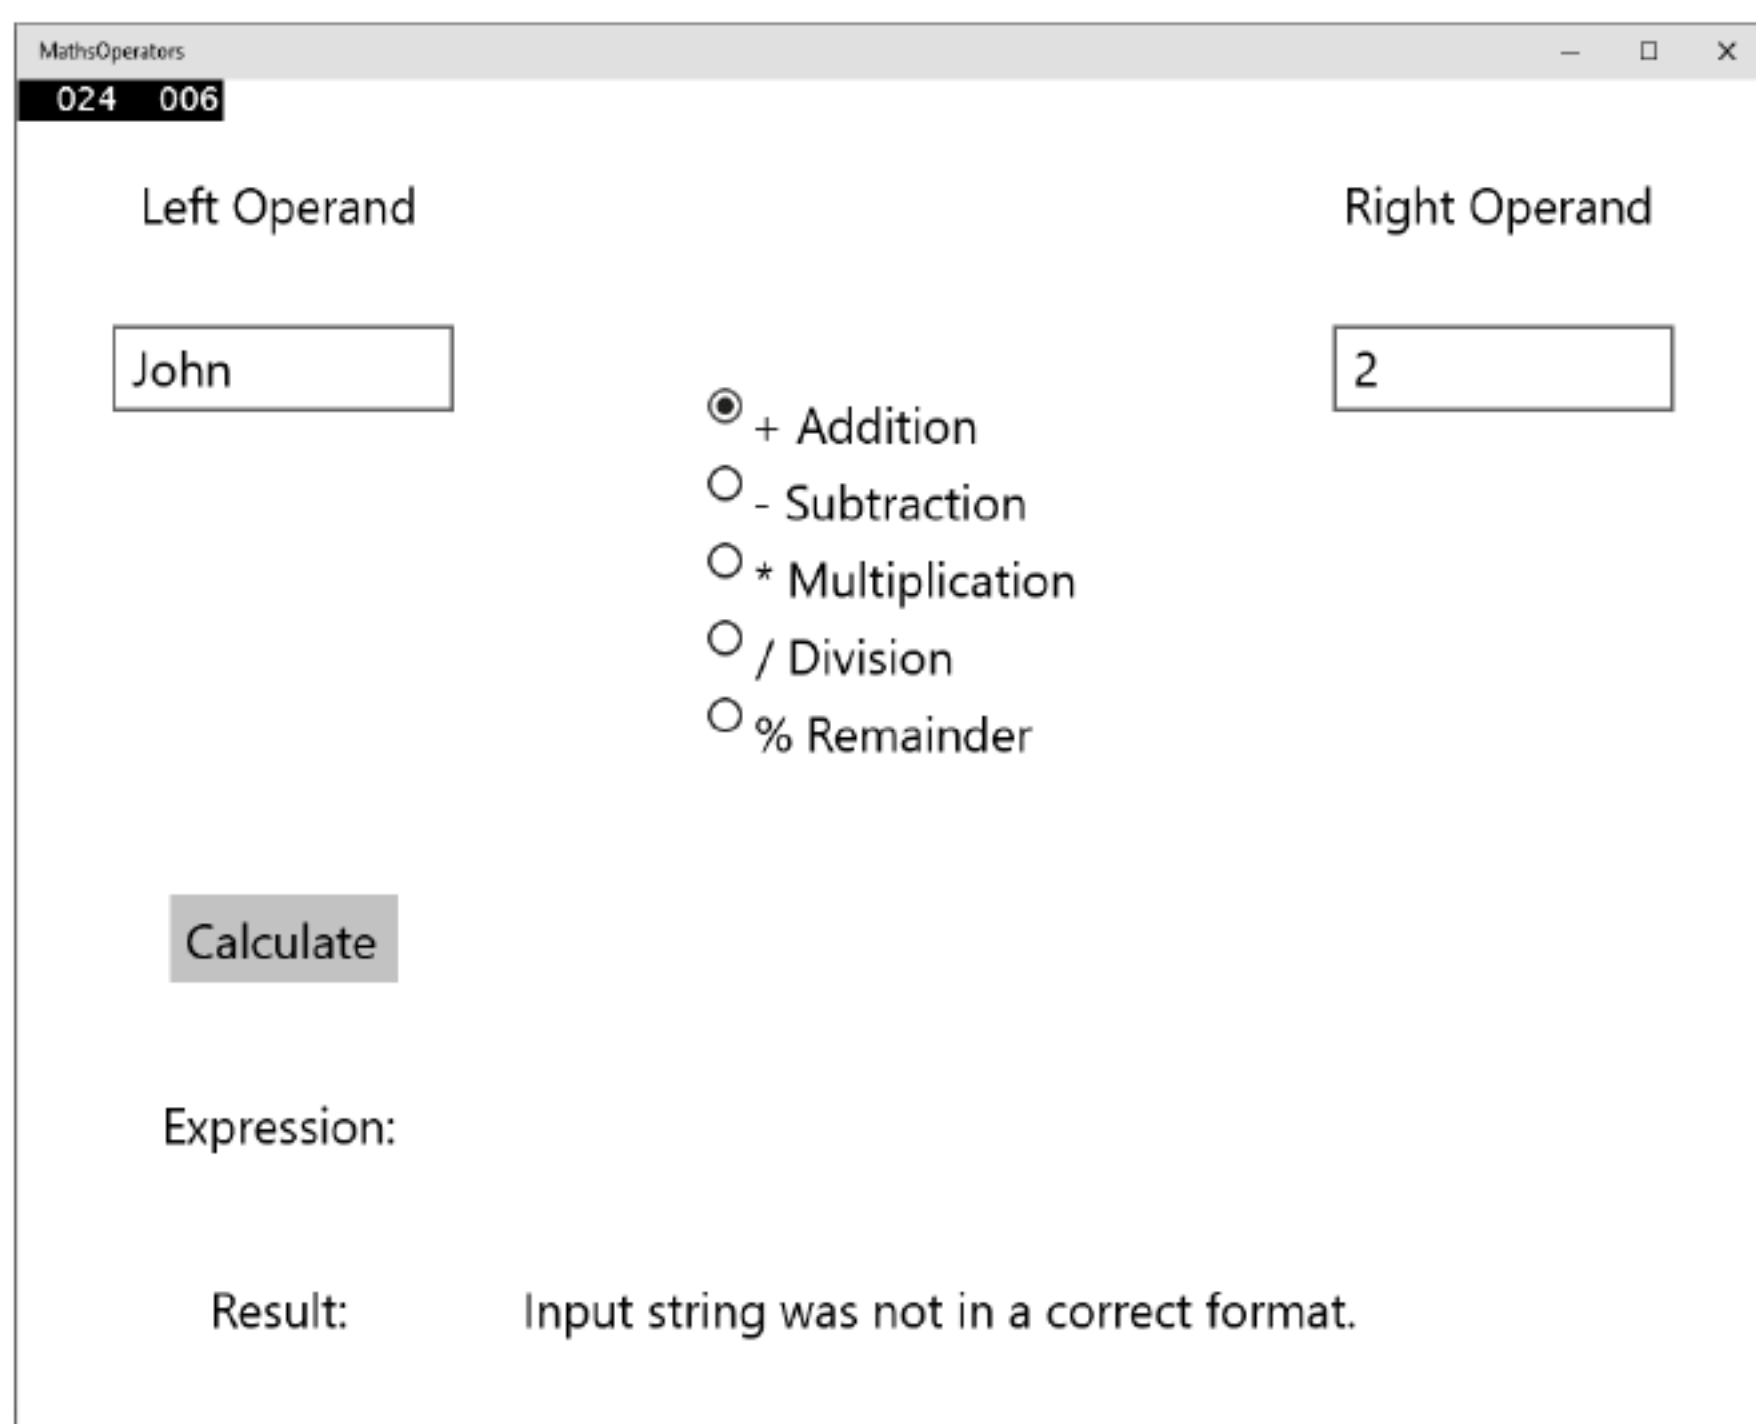 MathsOperators
024 006
Left Operand
Right Operand
John
2
+ Addition
- Subtraction
* Multiplication
/ Division
% Remainder
Calculate
Expression:
Result: Input string was not in a correct format.